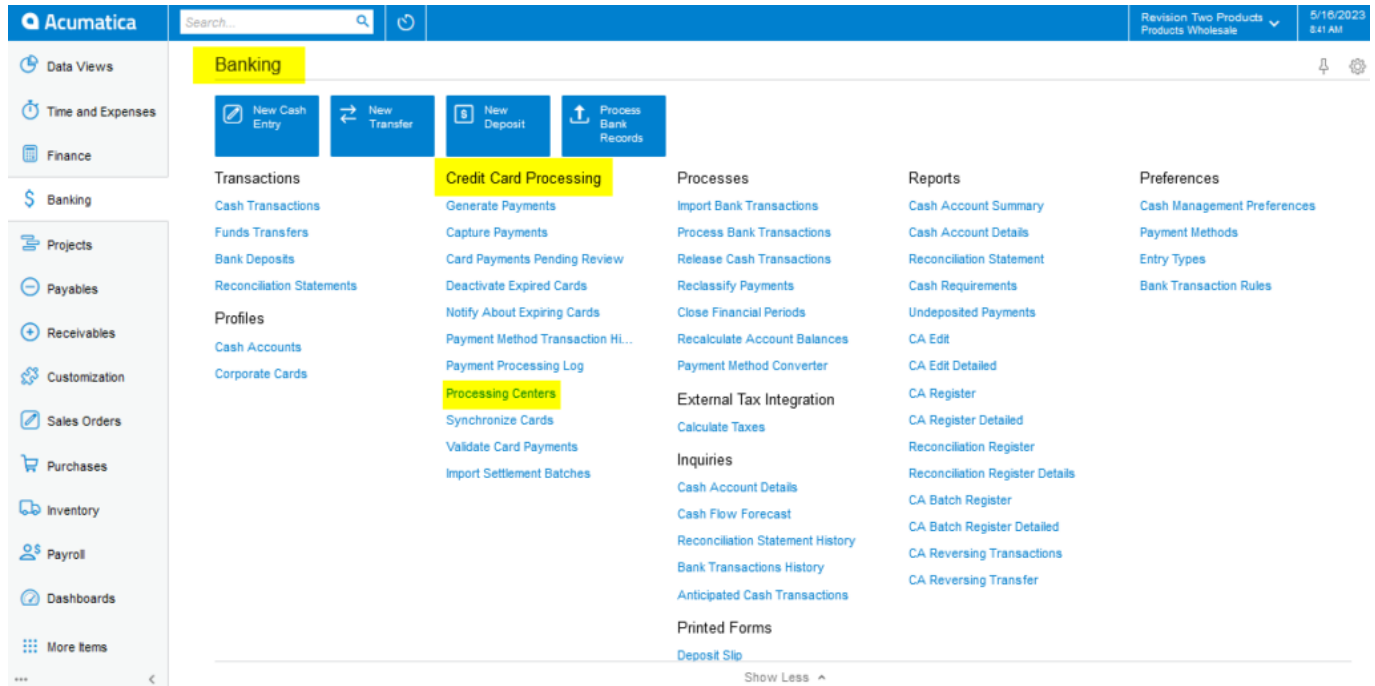 Acumatica
Search...
Revision Two Products
Products Wholesale
5/16/2023
8:41 AM
Data Views
Time and Expenses
Finance
Banking
Projects
Payables
Receivables
Customization
Sales Orders
Purchases
Inventory
Payroll
Dashboards
More Items
Banking
New Cash
Entry
New
Transfer
New
Deposit
Process
Bank
Records
Transactions
Cash Transactions
Funds Transfers
Bank Deposits
Reconciliation Statements
Profiles
Cash Accounts
Corporate Cards
Credit Card Processing
Generate Payments
Capture Payments
Card Payments Pending Review
Deactivate Expired Cards
Notify About Expiring Cards
Payment Method Transaction Hi...
Payment Processing Log
Processing Centers
Synchronize Cards
Validate Card Payments
Import Settlement Batches
Processes
Import Bank Transactions
Process Bank Transactions
Release Cash Transactions
Reclassify Payments
Close Financial Periods
Recalculate Account Balances
Payment Method Converter
External Tax Integration
Calculate Taxes
Inquiries
Cash Account Details
Cash Flow Forecast
Reconciliation Statement History
Bank Transactions History
Anticipated Cash Transactions
Printed Forms
Deposit Slip
Reports
Cash Account Summary
Cash Account Details
Reconciliation Statement
Cash Requirements
Undeposited Payments
CA Edit
CA Edit Detailed
CA Register
CA Register Detailed
Reconciliation Register
Reconciliation Register Details
CA Batch Register
CA Batch Register Detailed
CA Reversing Transactions
CA Reversing Transfer
Preferences
Cash Management Preferences
Payment Methods
Entry Types
Bank Transaction Rules
Show Less